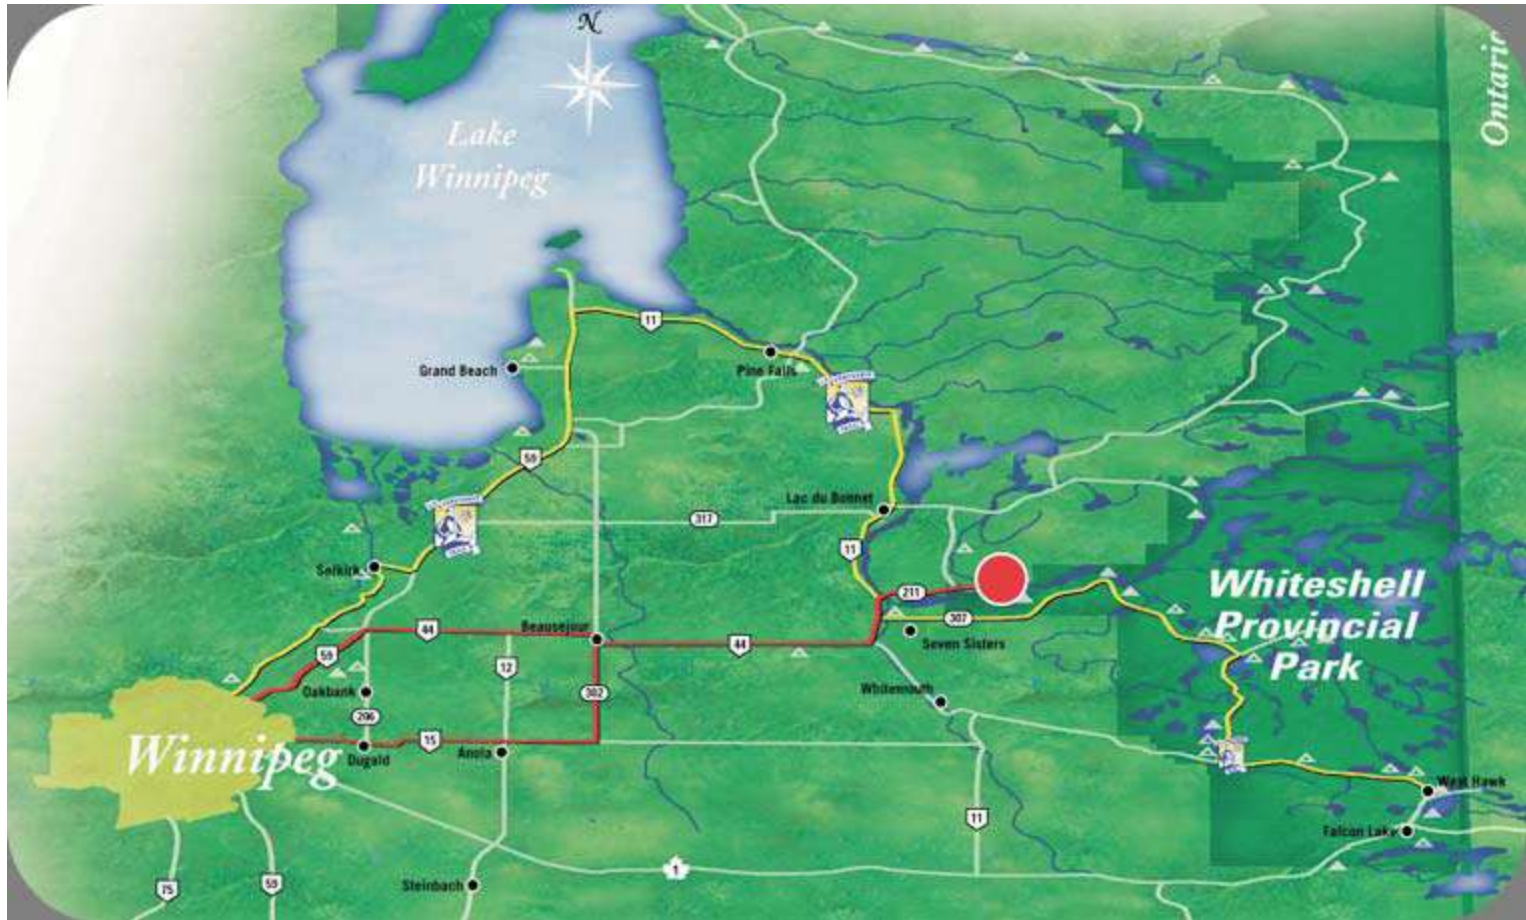 N
Ontario
Lake
Winnipeg
11
Grand Beach
Pine Falls
59
Lac du Bonnet
317
11
Selkirk
211
Whiteshell
Provincial
Park
307
44
Beausejour
44
Seven Sisters
59
12
Oakbank
302
Whitemouth
206
15
Winnipeg
Dugald
Anola
West Hawk
11
Falcon Lake
1
75
59
Steinbach